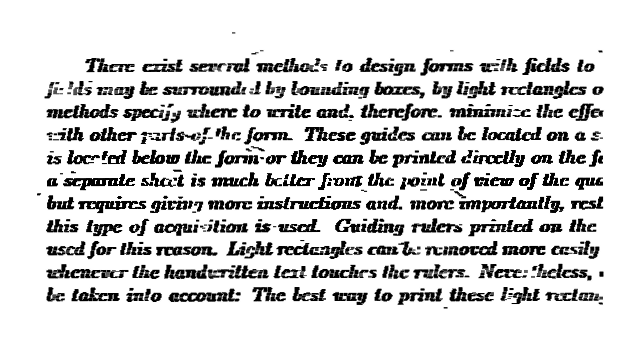 There exist several methods to design forms with fields to
fields may be surrounded by bounding boxes, by light rectangles o
methods specify where to write and, therefore, minimize the effe
with other parts of the form. These guides can be located on a s
is located below the form or they can be printed directly on the fo
a separate sheet is much better from the point of view of the qua
but requires giving more instructions and, more importantly, rest
this type of acquisition is used. Guiding rulers printed on the
used for this reason. Light rectangles can be removed more easily
whenever the handwritten text touches the rulers. Nevertheless,
be taken into account: The best way to print these light rectang